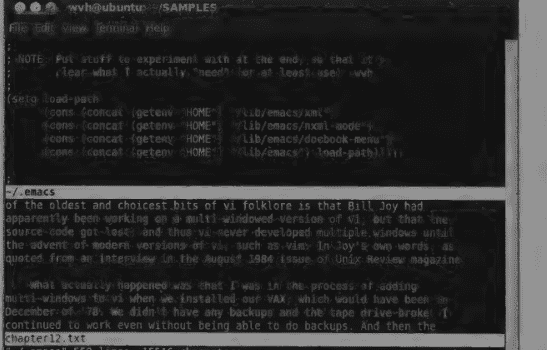 wvh@ubuntu: ~/SAMPLES
File Edit View Terminal Help
;
; NOTE: Put stuff to experiment with at the end, so that it's
; clear what I actually "need" (or at least use) -wvh
;
(setq load-path
(cons (concat (getenv "HOME") "/lib/emacs/xml"
(cons (concat (getenv "HOME") "/lib/emacs/nxml-mode")
(cons (concat (getenv "HOME") "/lib/emacs/docbook-menu")
(cons (concat (getenv "HOME") "/lib/emacs") load-path)))))
;
~/.emacs
of the oldest and choicest bits of vi folklore is that Bill Joy had
apparently been working on a multi-windowed version of vi, but that the
source code got lost, and thus vi never developed multiple windows until
the advent of modern versions of vi, such as vim. In Joy's own words, as
quoted from an interview in the August 1984 issue of Unix Review magazine
What actually happened was that I was in the process of adding
multi-windows to vi when we installed our VAX, which would have been in
December of '78. We didn't have any backups and the tape drive broke. I
continued to work even without being able to do backups. And then the
chapter12.txt